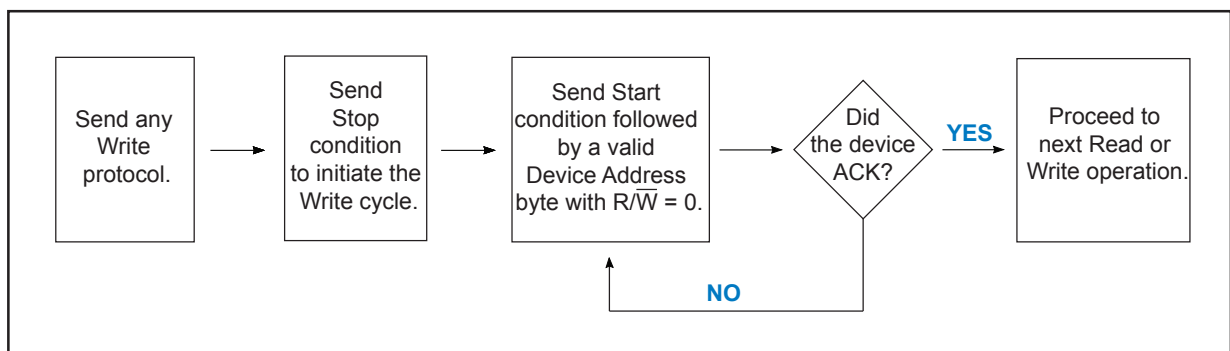 Send any
Write
protocol.
Send
Stop
condition
to initiate the
Write cycle.
Send Start
condition followed
by a valid
Device Address
byte with R/W̅ = 0.
Did
the device
ACK?
YES
Proceed to
next Read or
Write operation.
NO